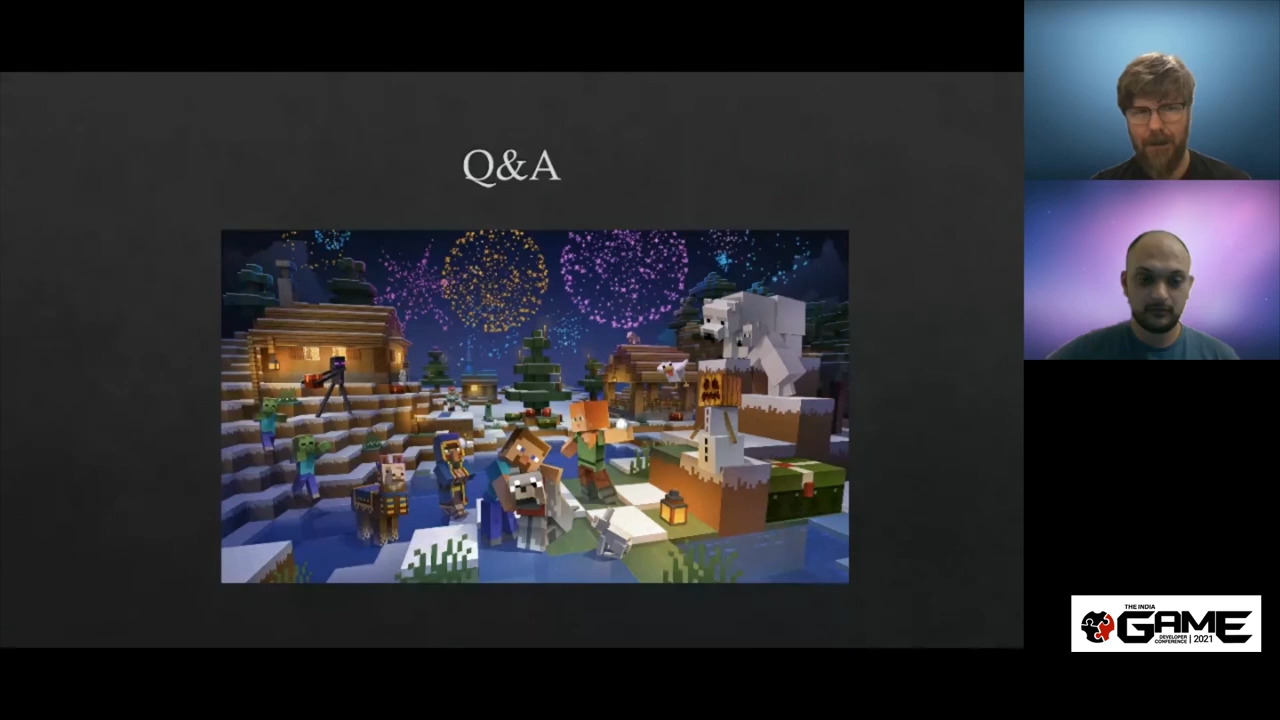 Q&A
THE INDIA
GAME
DEVELOPER
CONFERENCE | 2021